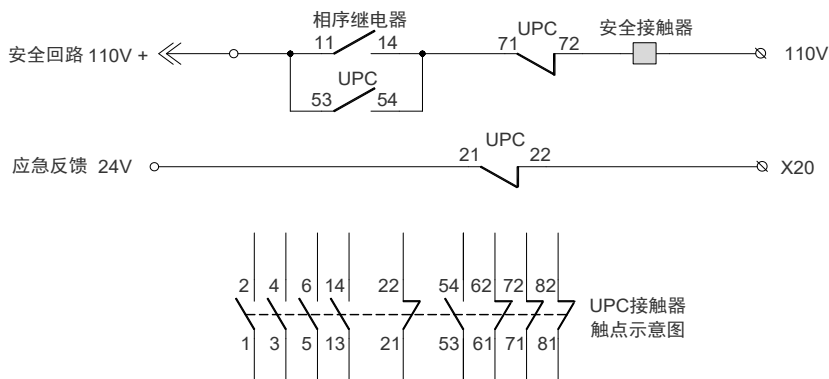 相序继电器
11 14
UPC
71 72
安全接触器
安全回路 110V +
110V
UPC
53 54
UPC
21 22
应急反馈 24V
X20
2 4 6 14 22 54 62 72 82
UPC接触器
触点示意图
1 3 5 13 21 53 61 71 81